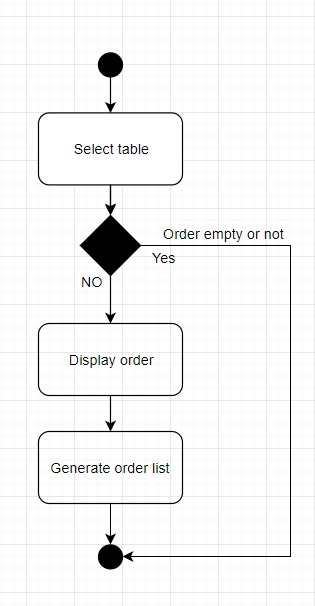 Select table
Order empty or not
Yes
NO
Display order
Generate order list